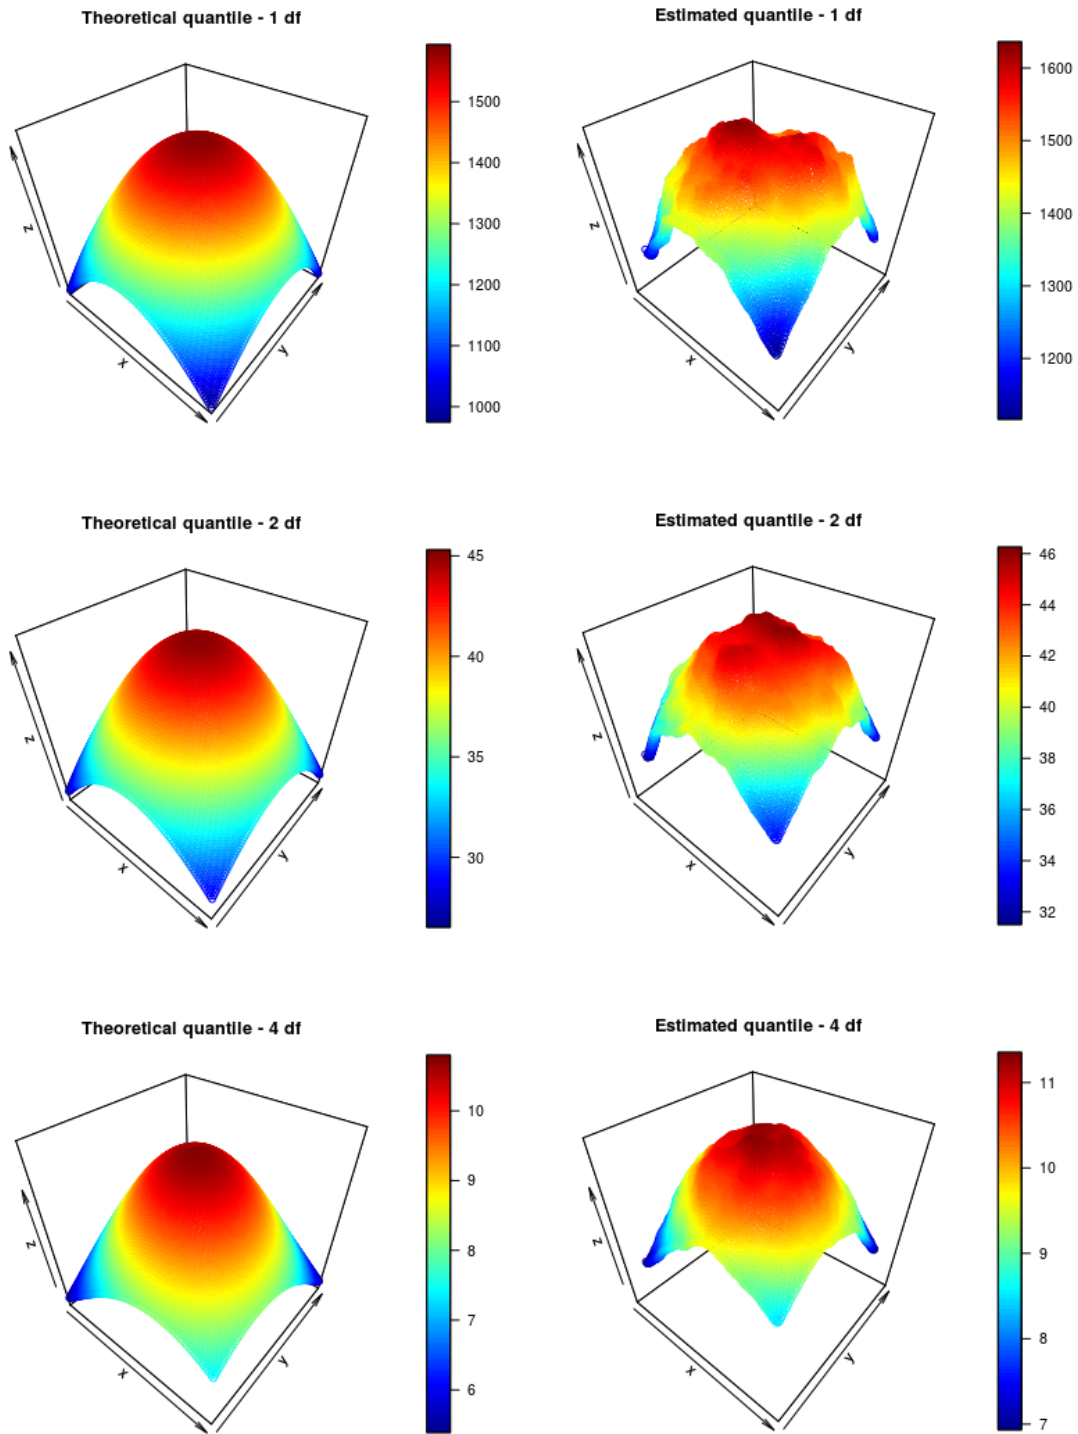 Theoretical quantile - 1 df
1500
1400
1300
1200
1100
1000
z
x
y
Estimated quantile - 1 df
1600
1500
1400
1300
1200
z
x
y
Theoretical quantile - 2 df
45
40
35
30
z
x
y
Estimated quantile - 2 df
46
44
42
40
38
36
34
32
z
x
y
Theoretical quantile - 4 df
10
9
8
7
6
z
x
y
Estimated quantile - 4 df
11
10
9
8
7
z
x
y